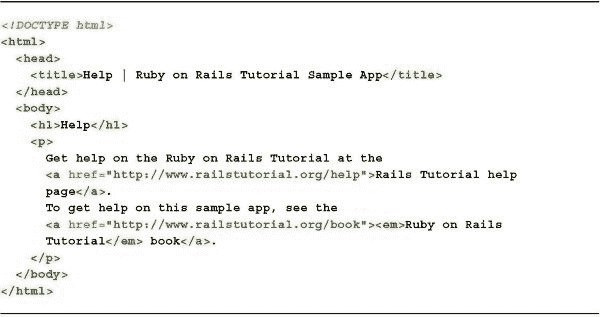 <!DOCTYPE html>
<html>
<head>
<title>Help | Ruby on Rails Tutorial Sample App</title>
</head>
<body>
<h1>Help</h1>
<p>
Get help on the Ruby on Rails Tutorial at the
<a href="http://www.railstutorial.org/help">Rails Tutorial help
page</a>.
To get help on this sample app, see the
<a href="http://www.railstutorial.org/book"><em>Ruby on Rails
Tutorial</em> book</a>.
</p>
</body>
</html>